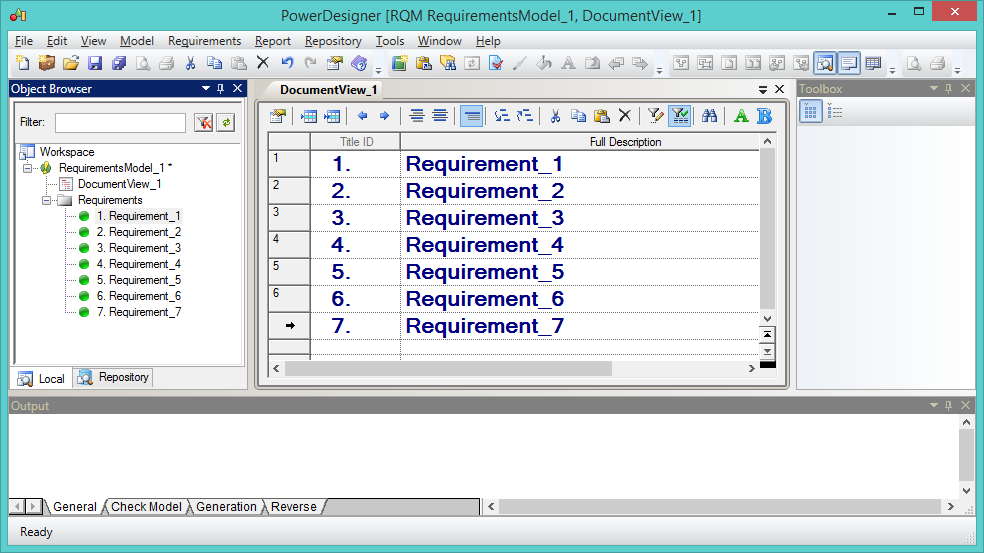 PowerDesigner [RQM RequirementsModel_1, DocumentView_1]
File Edit View Model Requirements Report Repository Tools Window Help
Object Browser
Filter:
Workspace
RequirementsModel_1 *
DocumentView_1
Requirements
1. Requirement_1
2. Requirement_2
3. Requirement_3
4. Requirement_4
5. Requirement_5
6. Requirement_6
7. Requirement_7
Local Repository
DocumentView_1
Title ID Full Description
1 1. Requirement_1
2 2. Requirement_2
3 3. Requirement_3
4 4. Requirement_4
5 5. Requirement_5
6 6. Requirement_6
7. Requirement_7
Toolbox
Output
General Check Model Generation Reverse
Ready